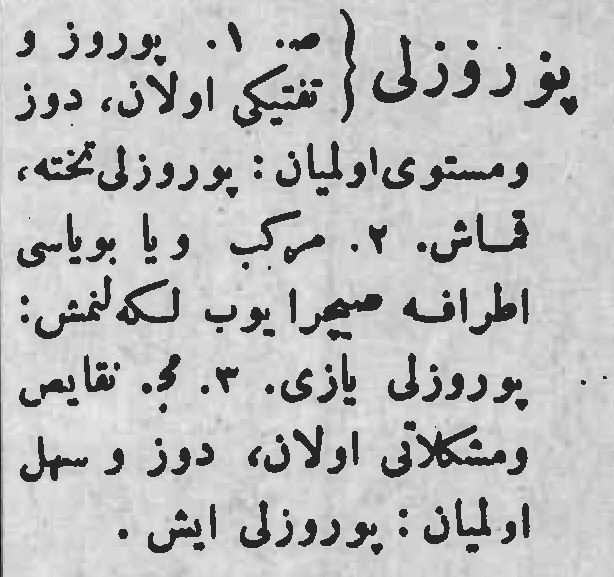 پوروزلی { ص. ١. پوروز و
تفتیکی اولان، دوز
ومستوی اولمیان : پوروزلی تخته،
قماش. ٢. مرکب ویا بویاسی
اطرافه صیچرایوب لکه لنمش :
پوروزلی یازی. ٣. مج. نقایص
ومشکلاتی اولان، دوز و سهل
اولمیان : پوروزلی ایش .